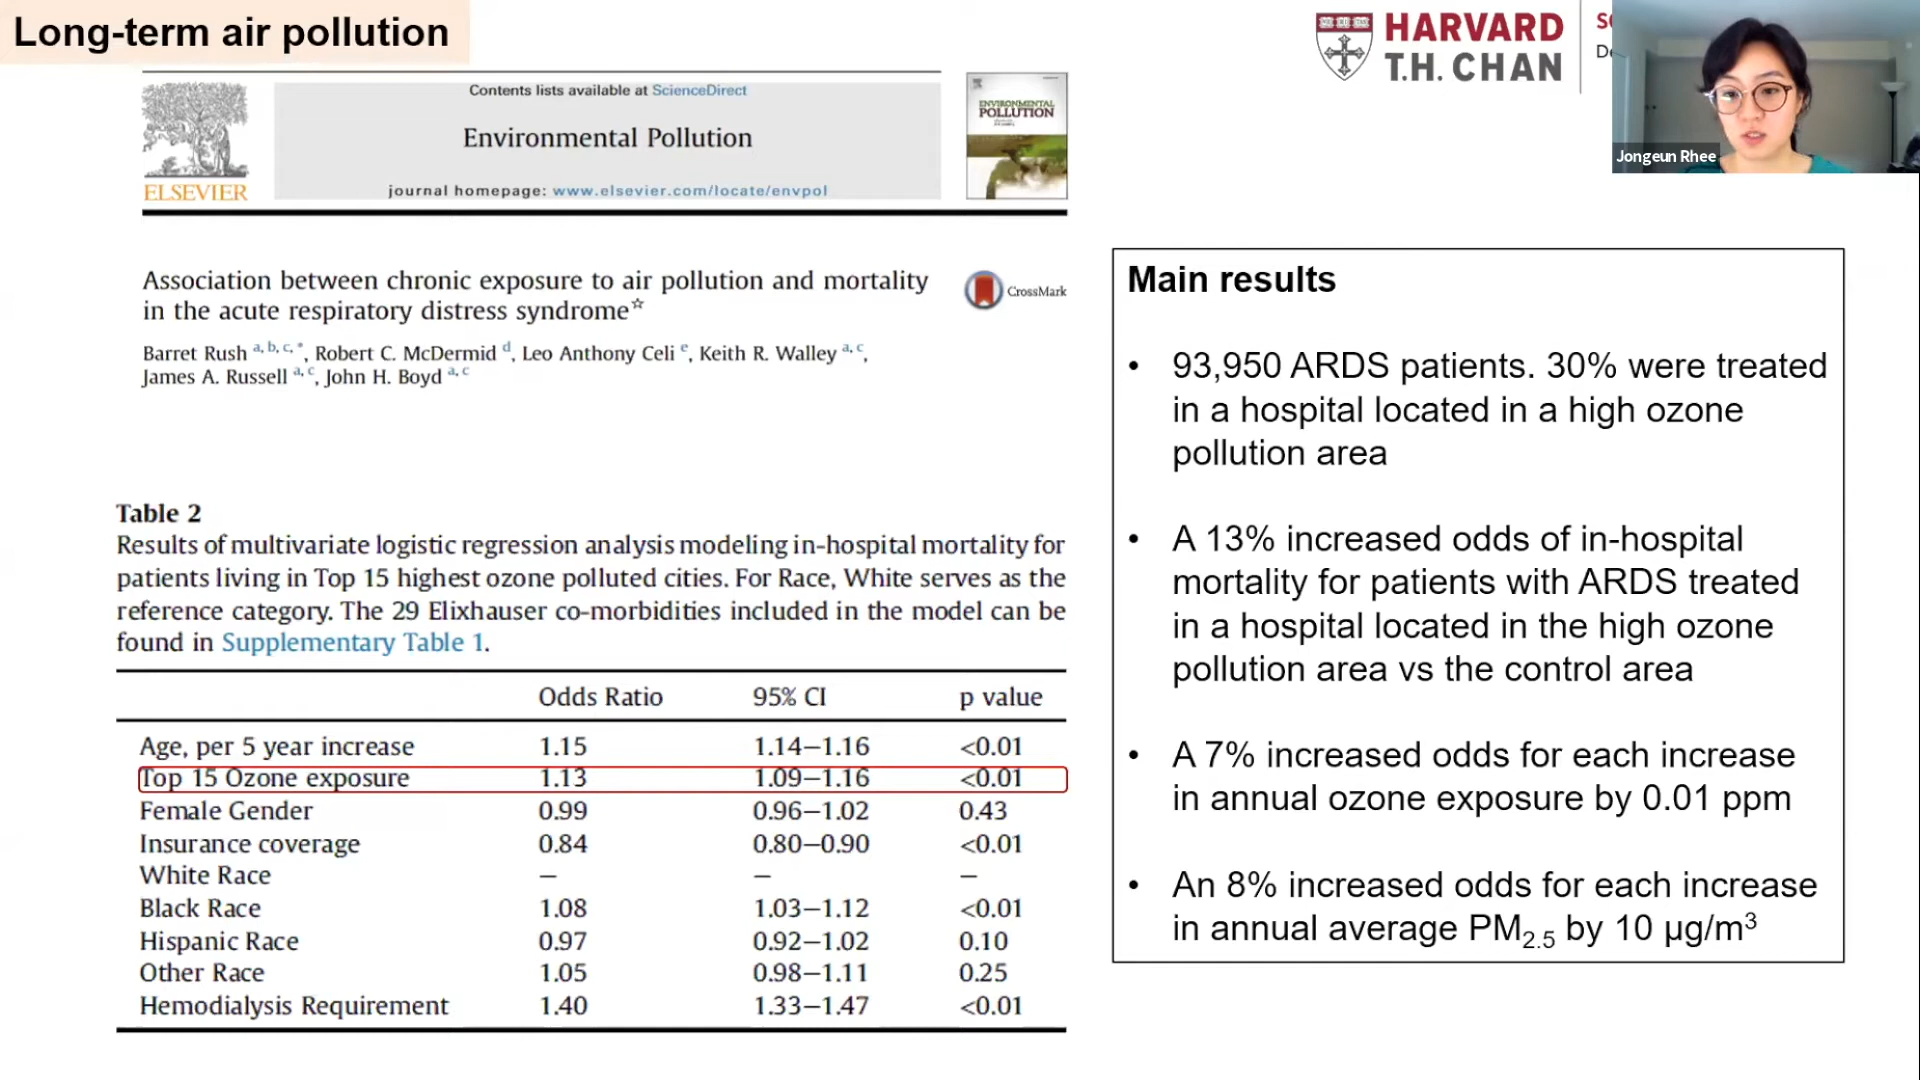 Long-term air pollution
HARVARD
T.H. CHAN
Jongeun Rhee
Contents lists available at ScienceDirect
Environmental Pollution
journal homepage: www.elsevier.com/locate/envpol
ELSEVIER
ENVIRONMENTAL
POLLUTION
Association between chronic exposure to air pollution and mortality
in the acute respiratory distress syndrome☆
CrossMark
Barret Rush a, b, c, *, Robert C. McDermid d, Leo Anthony Celi e, Keith R. Walley a, c,
James A. Russell a, c, John H. Boyd a, c
Table 2
Results of multivariate logistic regression analysis modeling in-hospital mortality for
patients living in Top 15 highest ozone polluted cities. For Race, White serves as the
reference category. The 29 Elixhauser co-morbidities included in the model can be
found in Supplementary Table 1.
Odds Ratio 95% CI p value
Age, per 5 year increase 1.15 1.14–1.16 <0.01
Top 15 Ozone exposure 1.13 1.09–1.16 <0.01
Female Gender 0.99 0.96–1.02 0.43
Insurance coverage 0.84 0.80–0.90 <0.01
White Race – – –
Black Race 1.08 1.03–1.12 <0.01
Hispanic Race 0.97 0.92–1.02 0.10
Other Race 1.05 0.98–1.11 0.25
Hemodialysis Requirement 1.40 1.33–1.47 <0.01
Main results
• 93,950 ARDS patients. 30% were treated
in a hospital located in a high ozone
pollution area
• A 13% increased odds of in-hospital
mortality for patients with ARDS treated
in a hospital located in the high ozone
pollution area vs the control area
• A 7% increased odds for each increase
in annual ozone exposure by 0.01 ppm
• An 8% increased odds for each increase
in annual average PM2.5 by 10 µg/m³